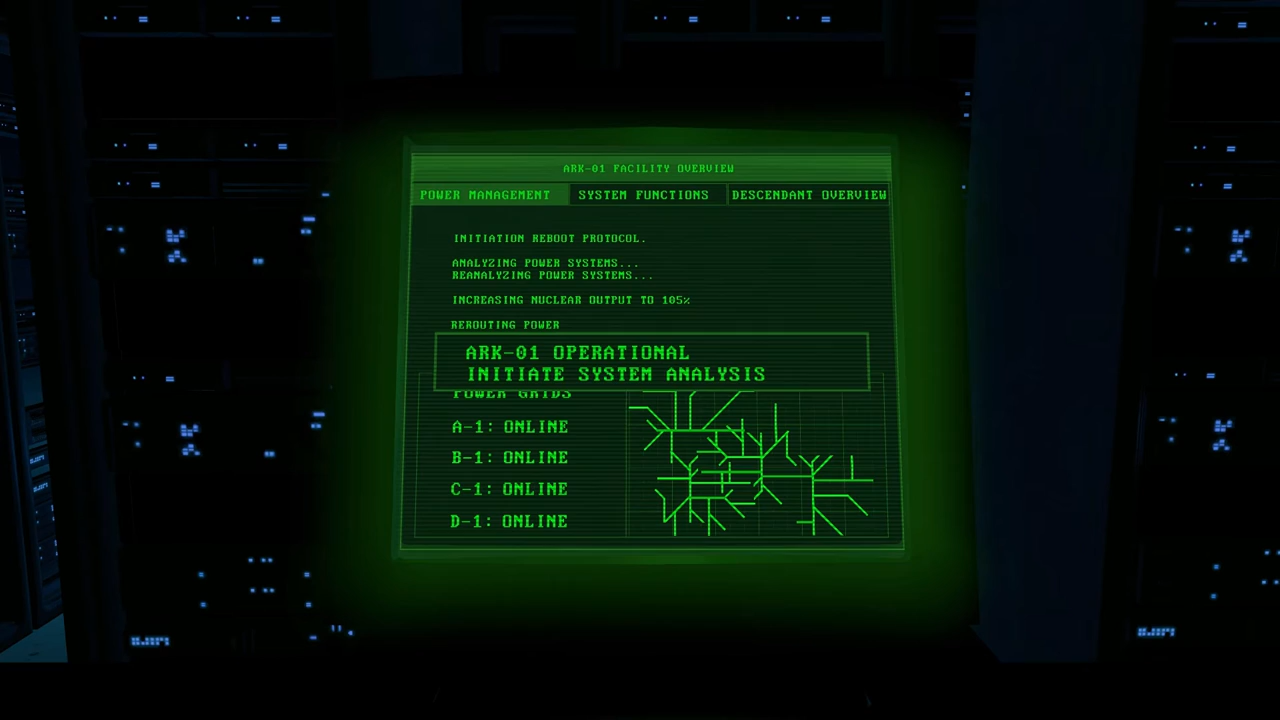 ARK-01 FACILITY OVERVIEW
POWER MANAGEMENT SYSTEM FUNCTIONS DESCENDANT OVERVIEW
INITIATION REBOOT PROTOCOL.
ANALYZING POWER SYSTEMS...
REANALYZING POWER SYSTEMS...
INCREASING NUCLEAR OUTPUT TO 105%
REROUTING POWER
ARK-01 OPERATIONAL
INITIATE SYSTEM ANALYSIS
POWER GRIDS
A-1: ONLINE
B-1: ONLINE
C-1: ONLINE
D-1: ONLINE